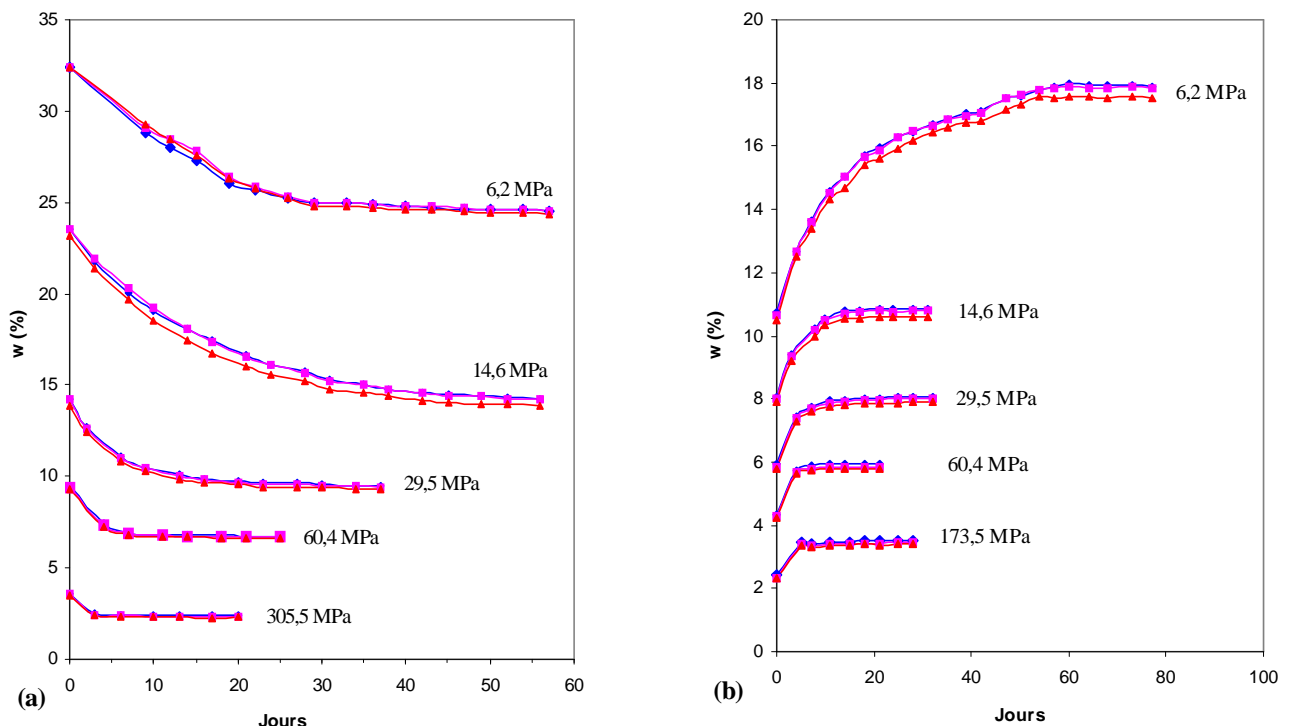 35
30
25
20
15
10
5
0
w (%)
6,2 MPa
14,6 MPa
29,5 MPa
60,4 MPa
305,5 MPa
0 10 20 30 40 50 60
(a)
Jours
20
18
16
14
12
10
8
6
4
2
0
w (%)
6,2 MPa
14,6 MPa
29,5 MPa
60,4 MPa
173,5 MPa
0 20 40 60 80 100
(b)
Jours